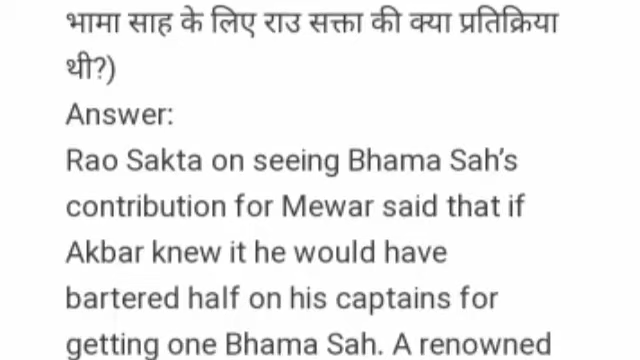 भामा साह के लिए राउ सक्ता की क्या प्रतिक्रिया
थी?)
Answer:
Rao Sakta on seeing Bhama Sah’s
contribution for Mewar said that if
Akbar knew it he would have
bartered half on his captains for
getting one Bhama Sah. A renowned